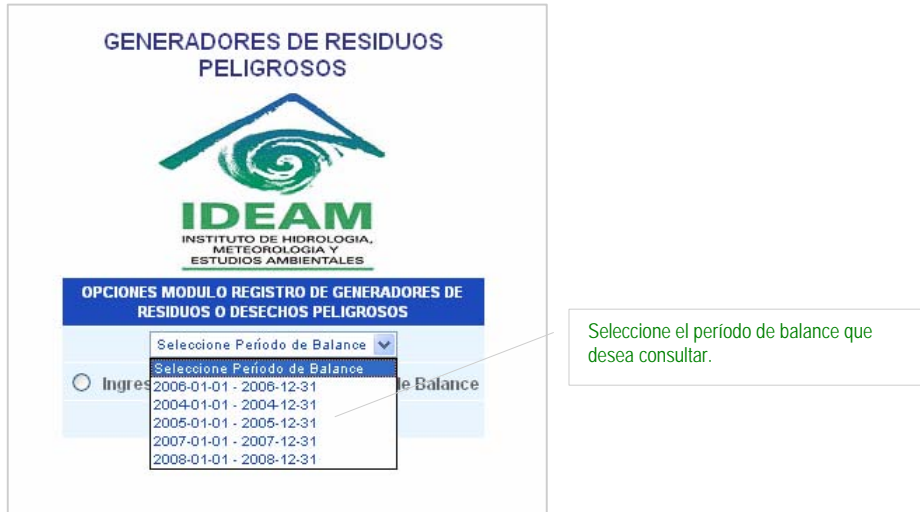 GENERADORES DE RESIDUOS
PELIGROSOS
IDEAM
INSTITUTO DE HIDROLOGIA,
METEOROLOGIA Y
ESTUDIOS AMBIENTALES
OPCIONES MODULO REGISTRO DE GENERADORES DE
RESIDUOS O DESECHOS PELIGROSOS
Seleccione Período de Balance
Seleccione Período de Balance
Ingres
de Balance
2006-01-01 - 2006-12-31
2004-01-01 - 2004-12-31
2005-01-01 - 2005-12-31
2007-01-01 - 2007-12-31
2008-01-01 - 2008-12-31
Seleccione el período de balance que
desea consultar.